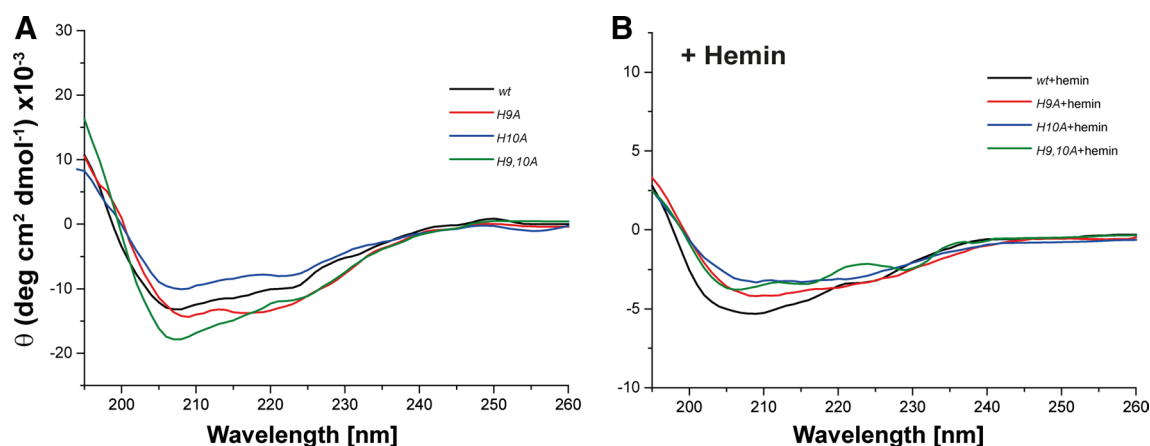 A
θ (deg cm² dmol⁻¹) x10⁻³
30
20
10
0
-10
-20
200 210 220 230 240 250 260
Wavelength [nm]
wt
H9A
H10A
H9,10A
B
+ Hemin
10
5
0
-5
-10
200 210 220 230 240 250 260
Wavelength [nm]
wt+hemin
H9A+hemin
H10A+hemin
H9,10A+hemin